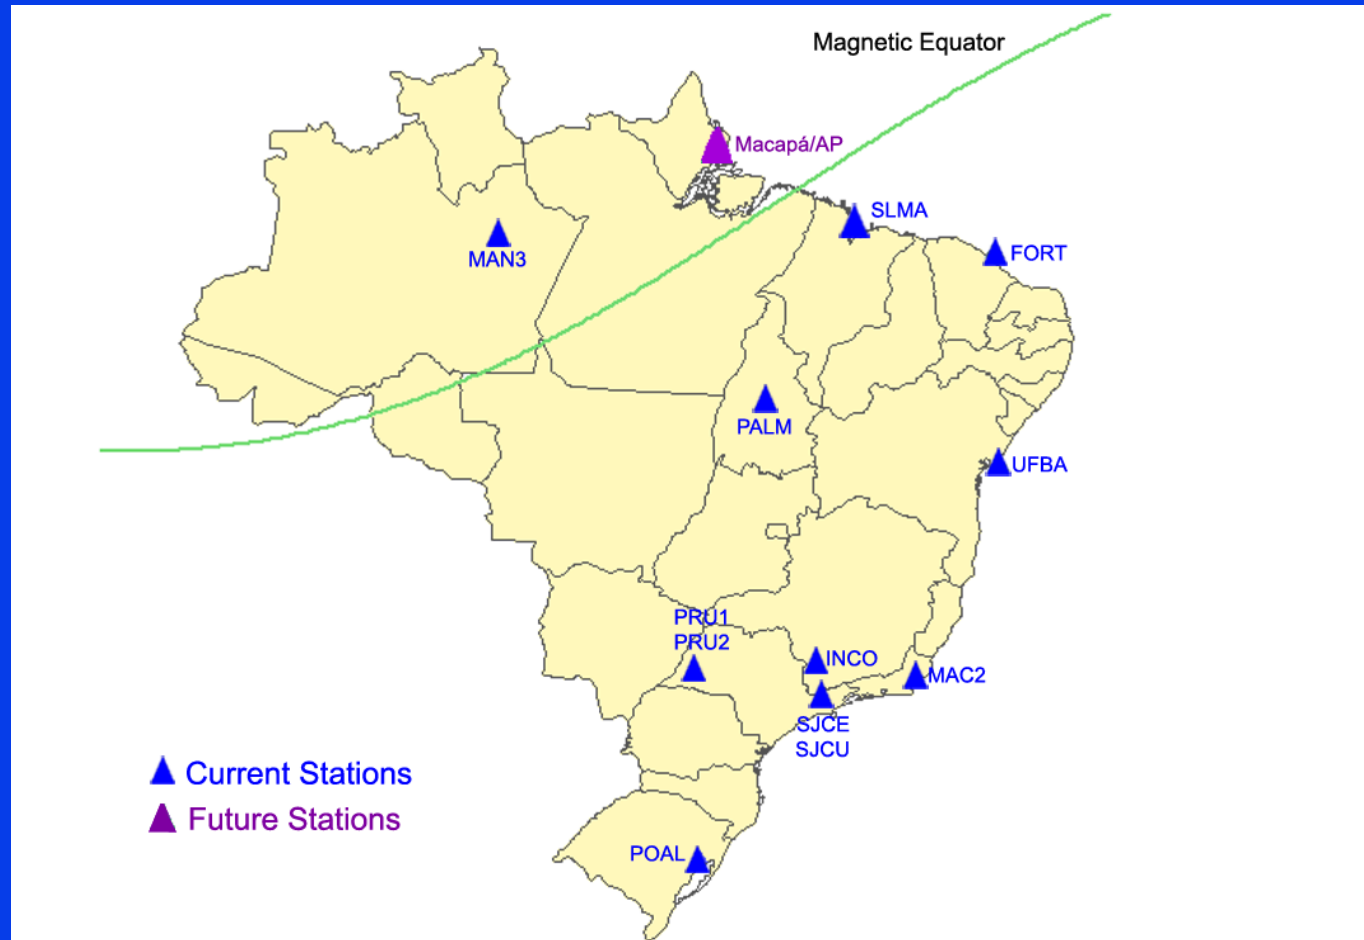 Magnetic Equator
Macapá/AP
SLMA
FORT
MAN3
PALM
UFBA
PRU1
PRU2
INCO
MAC2
SJCE
SJCU
Current Stations
Future Stations
POAL